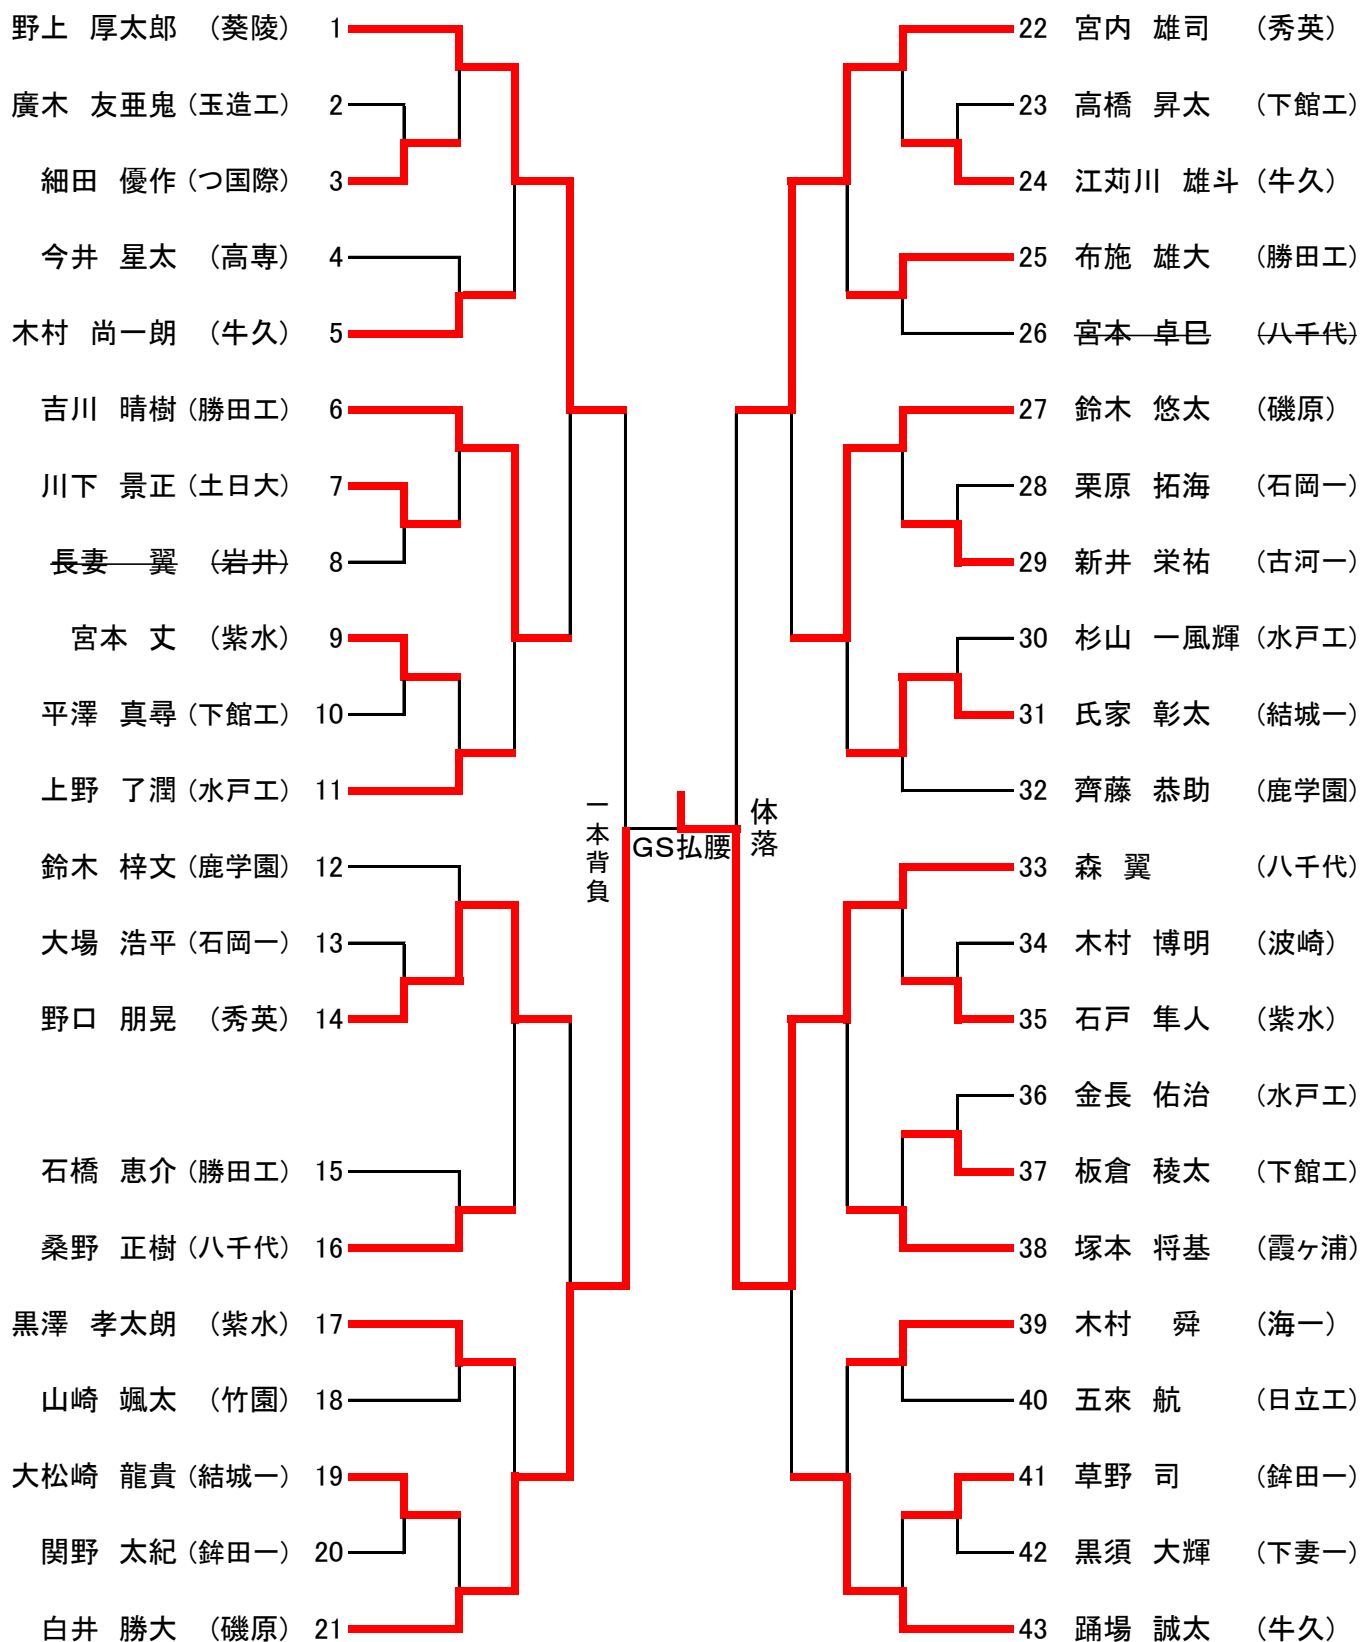 野上 厚太郎 (葵陵) 1
廣木 友亜鬼 (玉造工) 2
細田 優作 (つ国際) 3
今井 星太 (高専) 4
木村 尚一朗 (牛久) 5
吉川 晴樹 (勝田工) 6
川下 景正 (土日大) 7
長妻 翼 (岩井) 8
宮本 丈 (紫水) 9
平澤 真尋 (下館工) 10
上野 了潤 (水戸工) 11
鈴木 梓文 (鹿学園) 12
大場 浩平 (石岡一) 13
野口 朋晃 (秀英) 14
石橋 恵介 (勝田工) 15
桑野 正樹 (八千代) 16
黒澤 孝太朗 (紫水) 17
山崎 颯太 (竹園) 18
大松崎 龍貴 (結城一) 19
関野 太紀 (鉾田一) 20
白井 勝大 (磯原) 21
一本背負
GS払腰
体落
22 宮内 雄司 (秀英)
23 高橋 昇太 (下館工)
24 江苅川 雄斗 (牛久)
25 布施 雄大 (勝田工)
26 宮本 卓巳 (八千代)
27 鈴木 悠太 (磯原)
28 栗原 拓海 (石岡一)
29 新井 栄祐 (古河一)
30 杉山 一風輝 (水戸工)
31 氏家 彰太 (結城一)
32 齊藤 恭助 (鹿学園)
33 森 翼 (八千代)
34 木村 博明 (波崎)
35 石戸 隼人 (紫水)
36 金長 佑治 (水戸工)
37 板倉 稜太 (下館工)
38 塚本 将基 (霞ヶ浦)
39 木村 舜 (海一)
40 五來 航 (日立工)
41 草野 司 (鉾田一)
42 黒須 大輝 (下妻一)
43 踊場 誠太 (牛久)